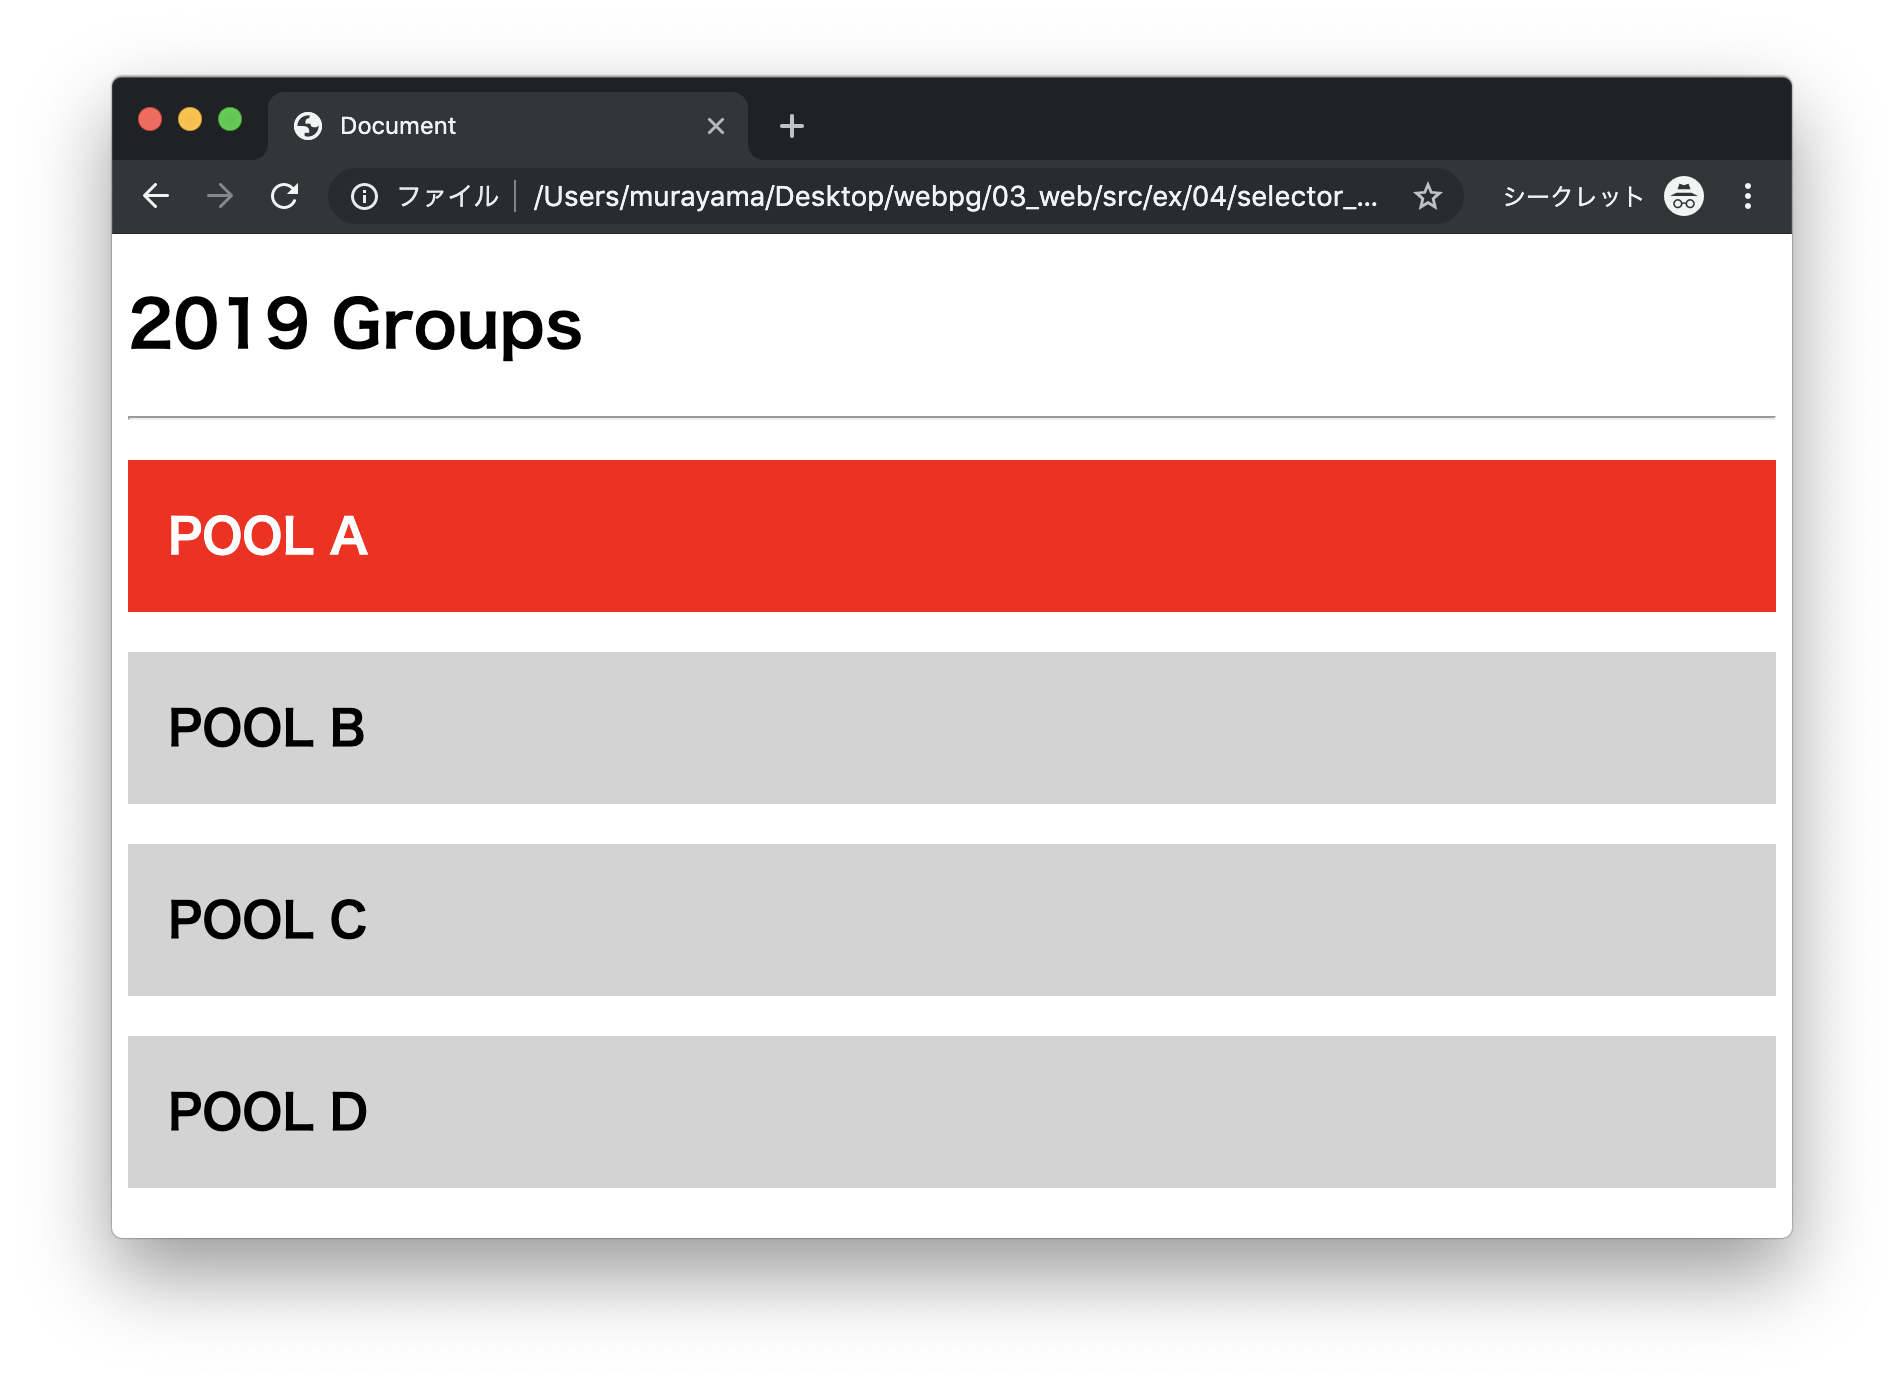 Document
ファイル
/Users/murayama/Desktop/webpg/03_web/src/ex/04/selector_...
シークレット
2019 Groups
POOL A
POOL B
POOL C
POOL D